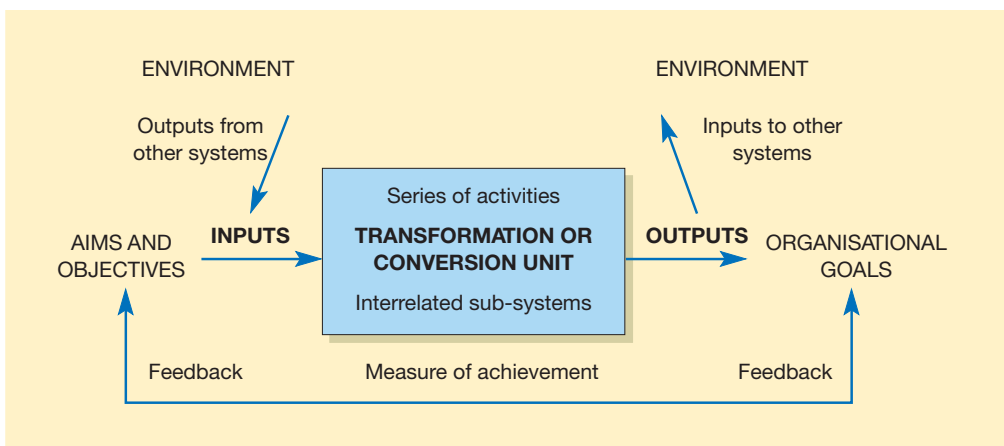 ENVIRONMENT
ENVIRONMENT
Outputs from
other systems
Inputs to other
systems
Series of activities
AIMS AND
OBJECTIVES
INPUTS
TRANSFORMATION OR
CONVERSION UNIT
OUTPUTS
ORGANISATIONAL
GOALS
Interrelated sub-systems
Feedback
Measure of achievement
Feedback